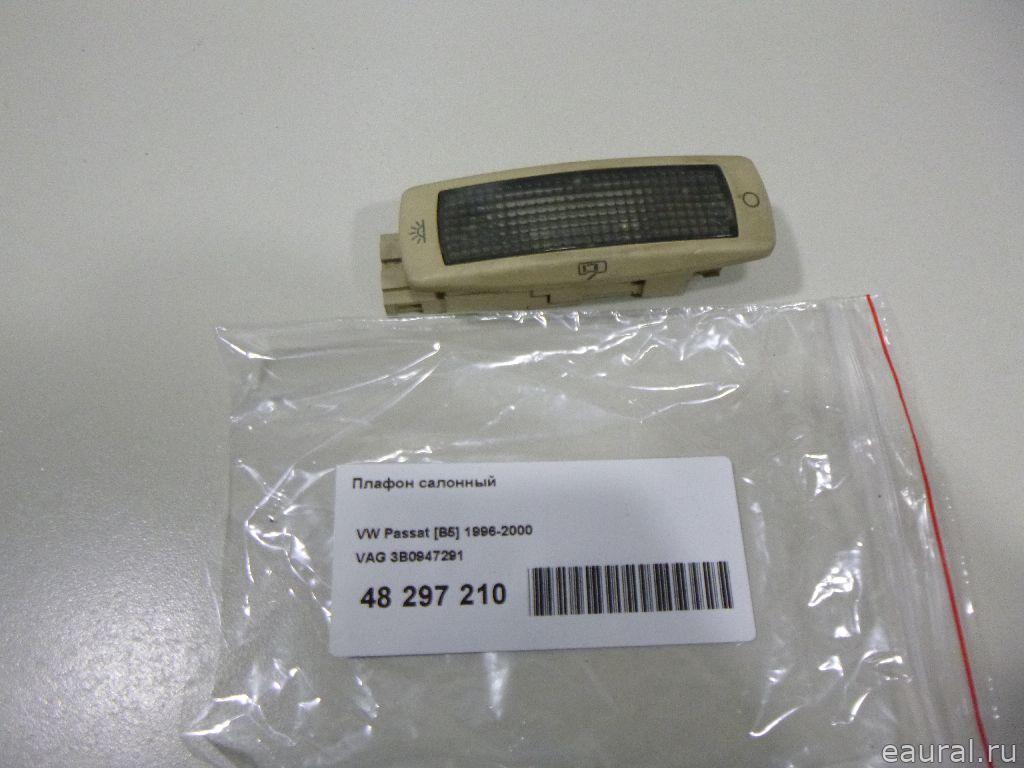 Плафон салонный
VW Passat [B5] 1996-2000
VAG 3B0947291
48 297 210
eaural.ru